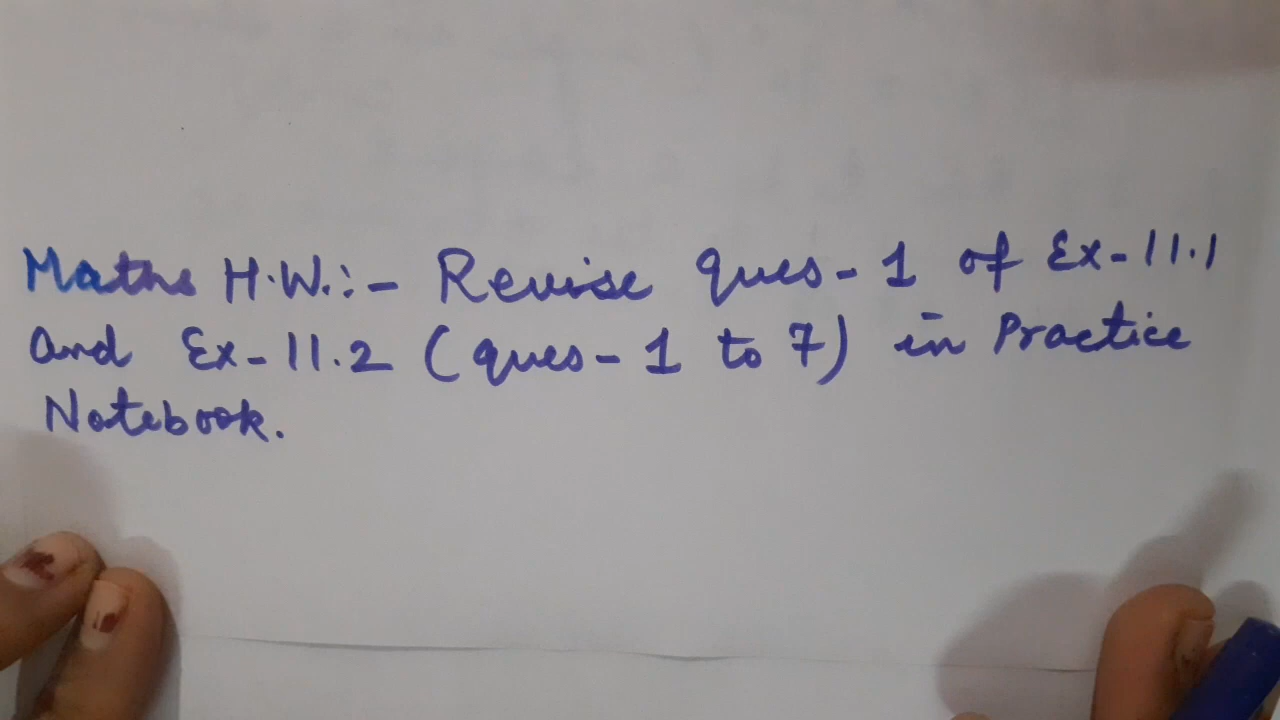 Maths H.W.:- Revise ques-1 of Ex-11.1
and Ex-11.2 (ques-1 to 7) in Practice
Notebook.